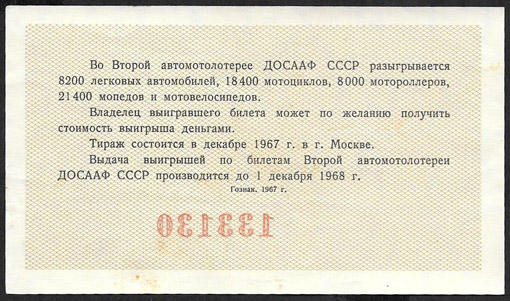 Во Второй автомотолотерее ДОСААФ СССР разыгрывается
8200 легковых автомобилей, 18400 мотоциклов, 8000 мотороллеров,
21400 мопедов и мотовелосипедов.
Владелец выигравшего билета может по желанию получить
стоимость выигрыша деньгами.
Тираж состоится в декабре 1967 г. в г. Москве.
Выдача выигрышей по билетам Второй автомотолотереи
ДОСААФ СССР производится до 1 декабря 1968 г.
Гознак. 1967 г.
133130